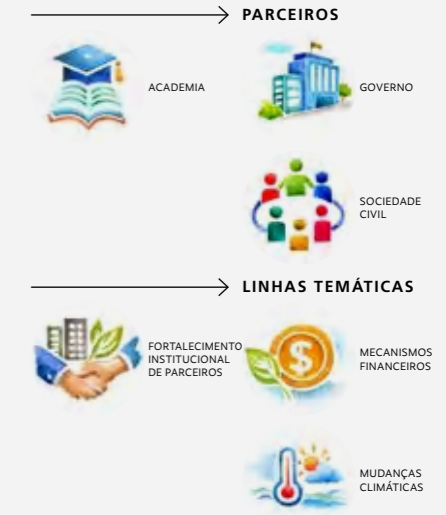 PARCEIROS
ACADEMIA
GOVERNO
SOCIEDADE
CIVIL
LINHAS TEMÁTICAS
FORTALECIMENTO
INSTITUCIONAL
DE PARCEIROS
MECANISMOS
FINANCEIROS
MUDANÇAS
CLIMÁTICAS